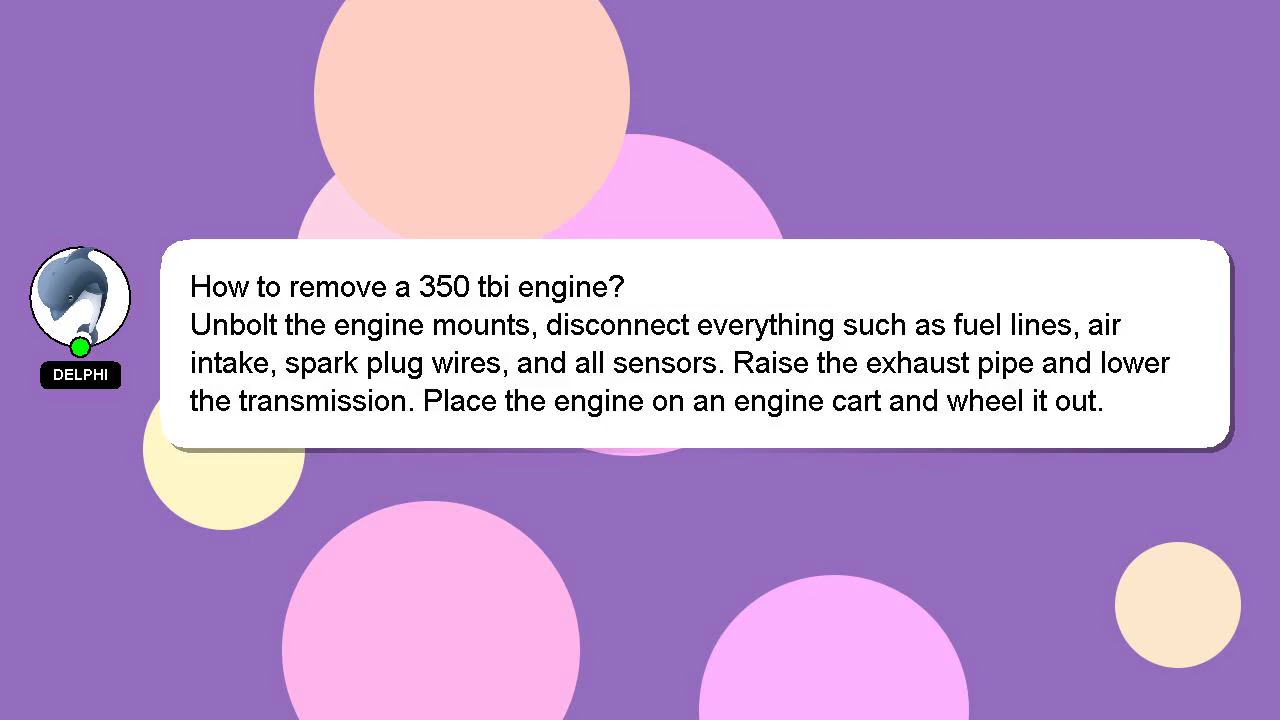 How to remove a 350 tbi engine?
Unbolt the engine mounts, disconnect everything such as fuel lines, air
intake, spark plug wires, and all sensors. Raise the exhaust pipe and lower
the transmission. Place the engine on an engine cart and wheel it out.
DELPHI